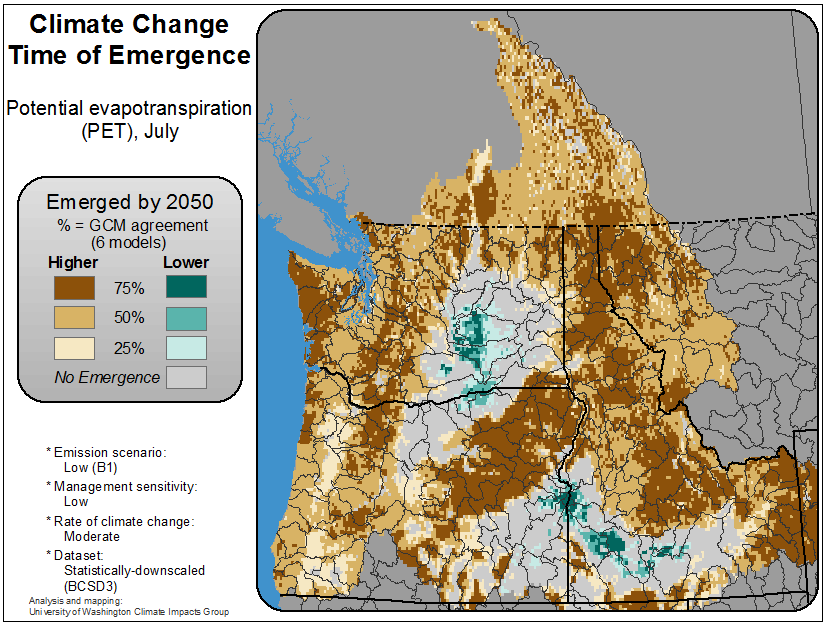 Climate Change
Time of Emergence
Potential evapotranspiration
(PET), July
Emerged by 2050
% = GCM agreement
(6 models)
Higher Lower
75%
50%
25%
No Emergence
* Emission scenario:
Low (B1)
* Management sensitivity:
Low
* Rate of climate change:
Moderate
* Dataset:
Statistically-downscaled
(BCSD3)
Analysis and mapping:
University of Washington Climate Impacts Group